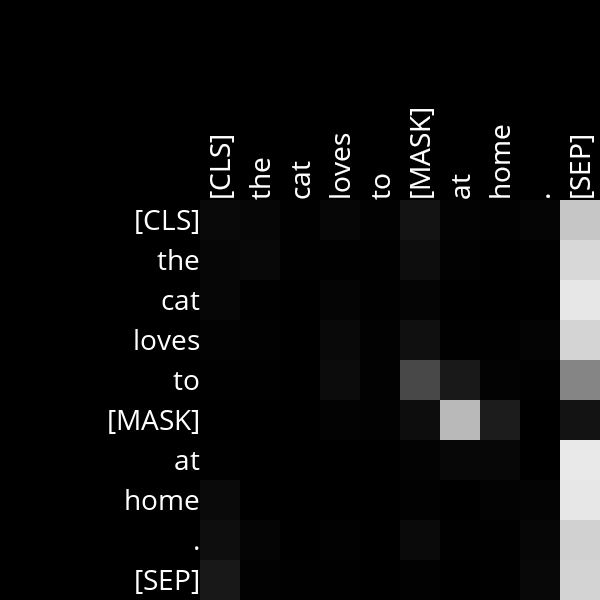 [CLS]
the
cat
loves
to
[MASK]
at
home
.
[SEP]
[CLS]
the
cat
loves
to
[MASK]
at
home
.
[SEP]